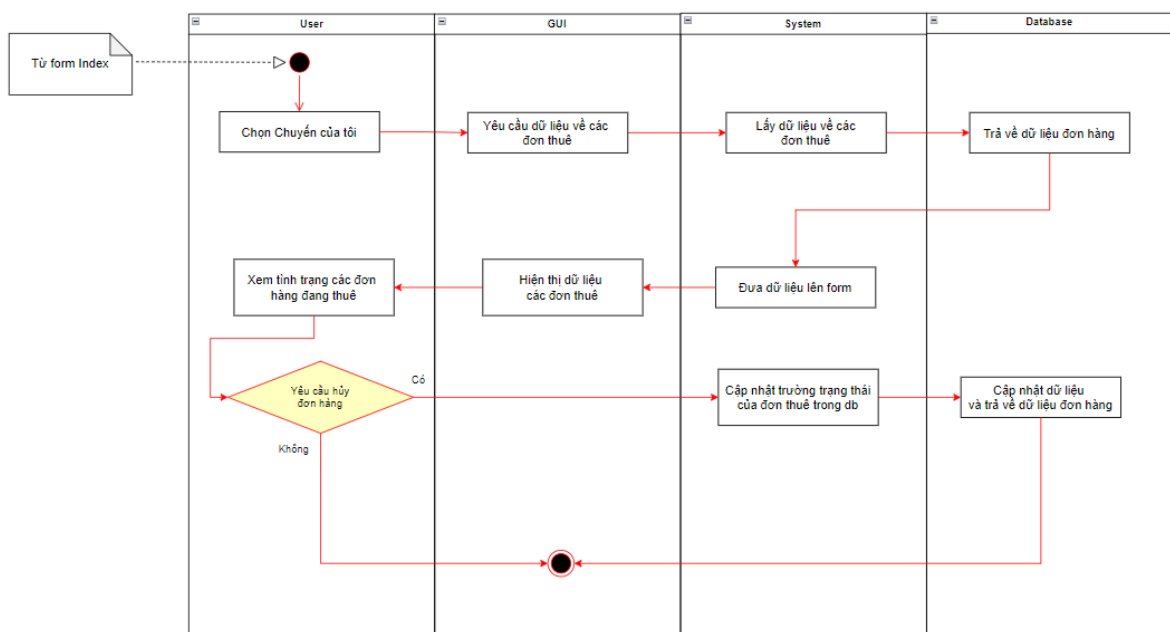 User
GUI
System
Database
Từ form Index
Chọn Chuyến của tôi
Yêu cầu dữ liệu về các
đơn thuê
Lấy dữ liệu về các
đơn thuê
Trả về dữ liệu đơn hàng
Xem tình trạng các đơn
hàng đang thuê
Hiện thị dữ liệu
các đơn thuê
Đưa dữ liệu lên form
Yêu cầu hủy
đơn hàng
Có
Không
Cập nhật trường trạng thái
của đơn thuê trong db
Cập nhật dữ liệu
và trả về dữ liệu đơn hàng